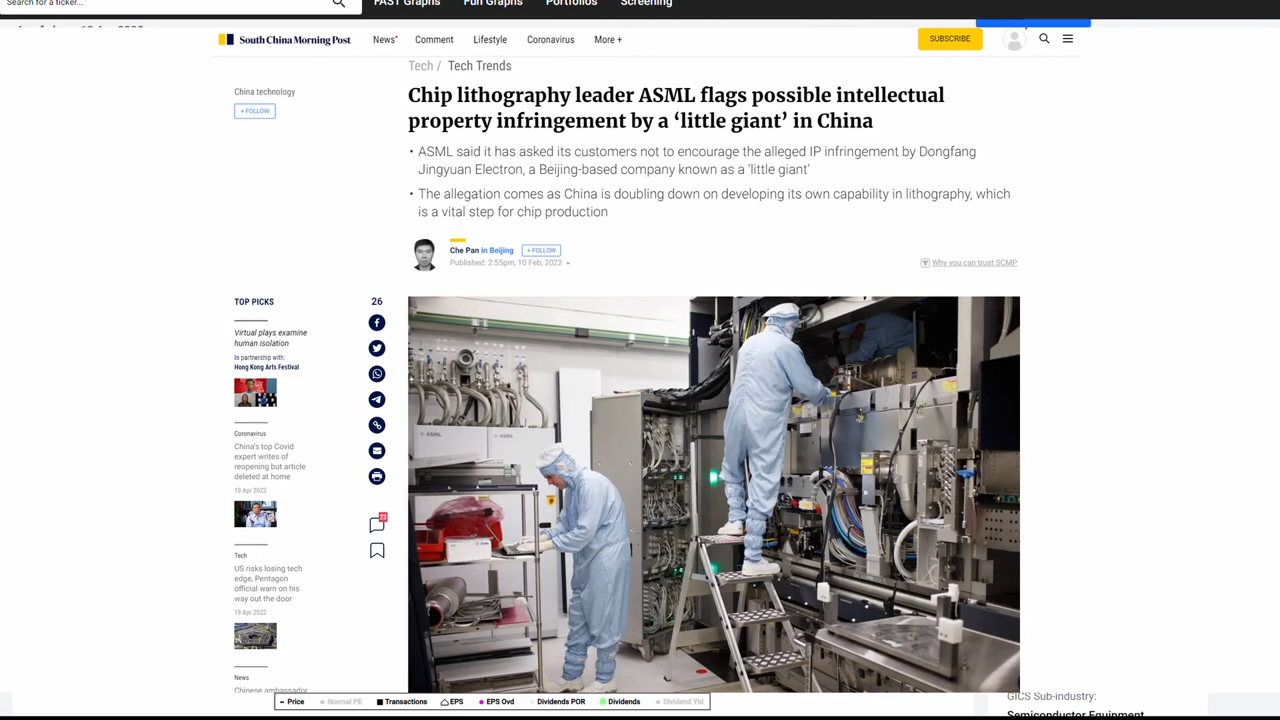 Search for a ticker...
FAST Graphs
Fun Graphs
Portfolios
Screening
South China Morning Post
News
Comment
Lifestyle
Coronavirus
More +
SUBSCRIBE
Tech / Tech Trends
China technology
+ FOLLOW
Chip lithography leader ASML flags possible intellectual
property infringement by a ‘little giant’ in China
• ASML said it has asked its customers not to encourage the alleged IP infringement by Dongfang
Jingyuan Electron, a Beijing-based company known as a ‘little giant’
• The allegation comes as China is doubling down on developing its own capability in lithography, which
is a vital step for chip production
Che Pan in Beijing
+ FOLLOW
Published: 2:55pm, 10 Feb, 2022
Why you can trust SCMP
TOP PICKS
Virtual plays examine
human isolation
In partnership with:
Hong Kong Arts Festival
Coronavirus
China's top Covid
expert writes of
reopening but article
deleted at home
19 Apr 2022
Tech
US risks losing tech
edge, Pentagon
official warn on his
way out the door
19 Apr 2022
News
Chinese ambassador
26
23
ASML
ASML
Price
Normal PE
Transactions
EPS
EPS Ovd
Dividends POR
Dividends
Dividend Yld
GICS Sub-industry:
Semiconductor Equipment